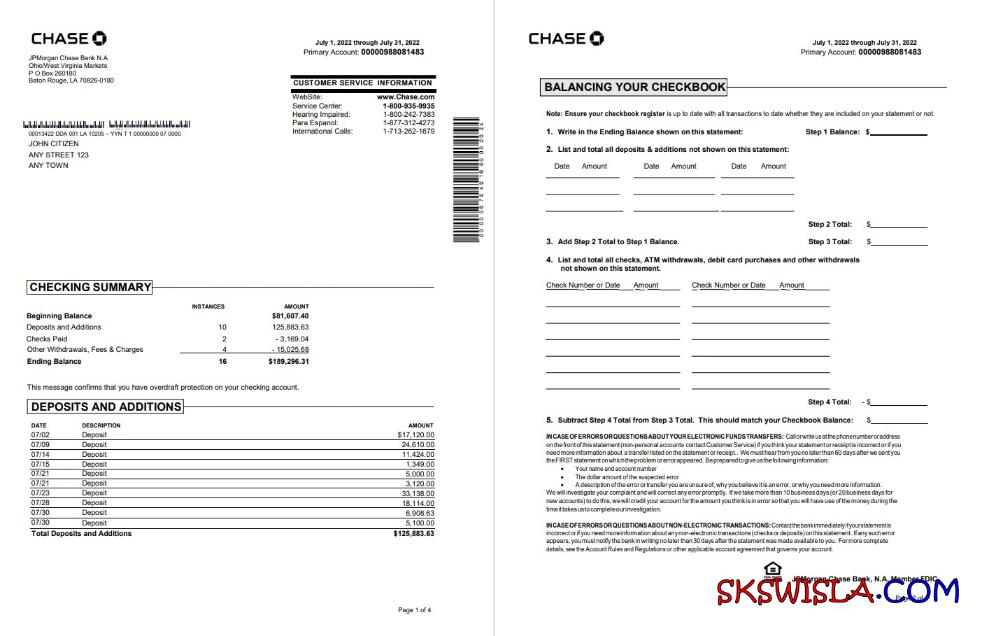 CHASE
July 1, 2022 through July 31, 2022
Primary Account: 00000988081483
JPMorgan Chase Bank N.A.
Ohio/West Virginia Markets
P O Box 260180
Baton Rouge, LA 70826-0180
CUSTOMER SERVICE INFORMATION
WebSite: www.Chase.com
Service Center: 1-800-935-9935
Hearing Impaired: 1-800-242-7383
Para Espanol: 1-877-312-4273
International Calls: 1-713-262-1679
00013422 DDA 001 LA 10205 – YYN T 1 00000000 07 0000
JOHN CITIZEN
ANY STREET 123
ANY TOWN
CHECKING SUMMARY
INSTANCES AMOUNT
Beginning Balance $81,607.40
Deposits and Additions 10 125,883.63
Checks Paid 2 - 3,169.04
Other Withdrawals, Fees & Charges 4 - 15,025.68
Ending Balance 16 $189,296.31
This message confirms that you have overdraft protection on your checking account.
DEPOSITS AND ADDITIONS
DATE DESCRIPTION AMOUNT
07/02 Deposit $17,120.00
07/09 Deposit 24,610.00
07/14 Deposit 11,424.00
07/15 Deposit 1,349.00
07/21 Deposit 5,000.00
07/21 Deposit 3,120.00
07/23 Deposit 33,138.00
07/28 Deposit 18,114.00
07/30 Deposit 6,908.63
07/30 Deposit 5,100.00
Total Deposits and Additions $125,883.63
Page 1 of 4
CHASE
July 1, 2022 through July 31, 2022
Primary Account: 00000988081483
BALANCING YOUR CHECKBOOK
Note: Ensure your checkbook register is up to date with all transactions to date whether they are included on your statement or not.
1. Write in the Ending Balance shown on this statement: Step 1 Balance: $
2. List and total all deposits & additions not shown on this statement:
Date Amount Date Amount Date Amount
Step 2 Total: $
3. Add Step 2 Total to Step 1 Balance. Step 3 Total: $
4. List and total all checks, ATM withdrawals, debit card purchases and other withdrawals
not shown on this statement.
Check Number or Date Amount Check Number or Date Amount
Step 4 Total: - $
5. Subtract Step 4 Total from Step 3 Total. This should match your Checkbook Balance: $
IN CASE OF ERRORS OR QUESTIONS ABOUT YOUR ELECTRONIC FUNDS TRANSFERS: Call or write us at the phone number or address
on the front of this statement (non-personal accounts contact Customer Service) if you think your statement or receipt is incorrect or if you
need more information about a transfer listed on the statement or receipt.. We must hear from you no later than 60 days after we sent you
the FIRST statement on which the problem or error appeared. Be prepared to give us the following information:
• Your name and account number
• The dollar amount of the suspected error
• A description of the error or transfer you are unsure of, why you believe it is an error, or why you need more information.
We will investigate your complaint and will correct any error promptly. If we take more than 10 business days (or 20 business days for
new accounts) to do this, we will credit your account for the amount you think is in error so that you will have use of the money during the
time it takes us to complete our investigation.
IN CASE OF ERRORS OR QUESTIONS ABOUT NON-ELECTRONIC TRANSACTIONS: Contact the bank immediately if your statement is
incorrect or if you need more information about any non-electronic transactions (checks or deposits) on this statement. If any such error
appears, you must notify the bank in writing no later than 30 days after the statement was made available to you. For more complete
details, see the Account Rules and Regulations or other applicable account agreement that governs your account.
JPMorgan Chase Bank, N.A. Member FDIC
SKSWISLA.COM